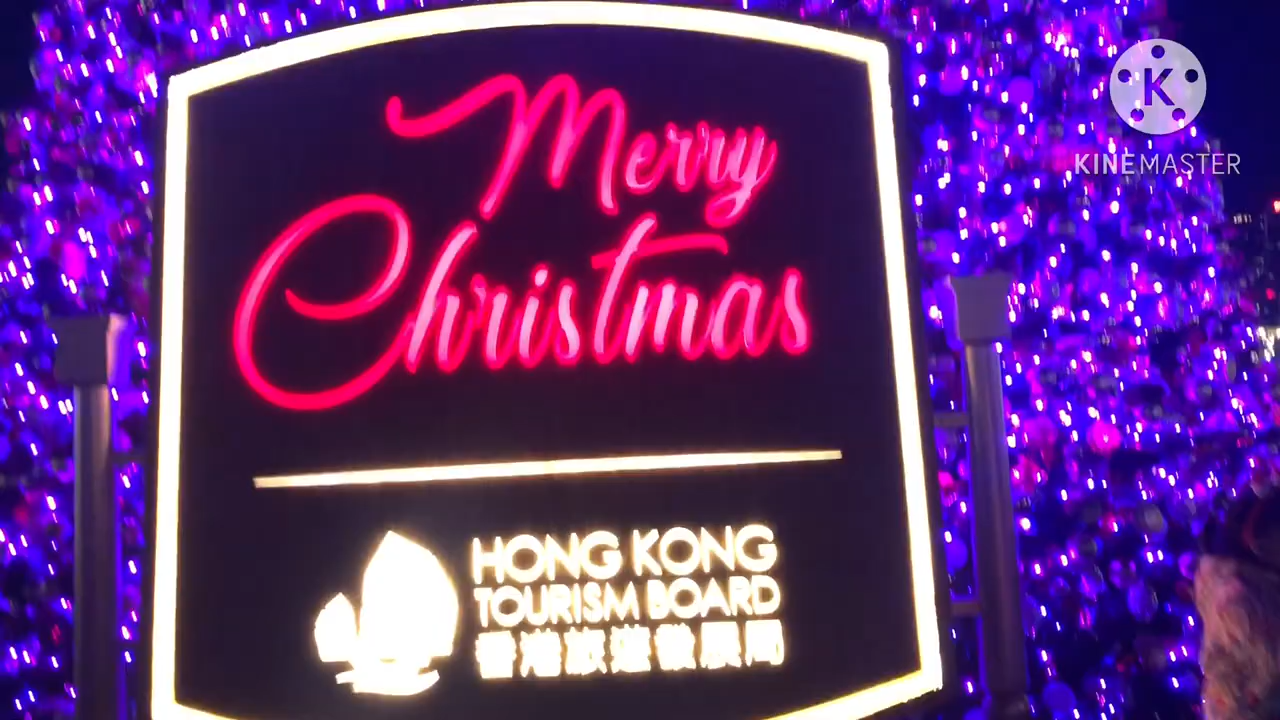 Merry
Christmas
HONG KONG
TOURISM BOARD
香港旅遊發展局
K
KINEMASTER